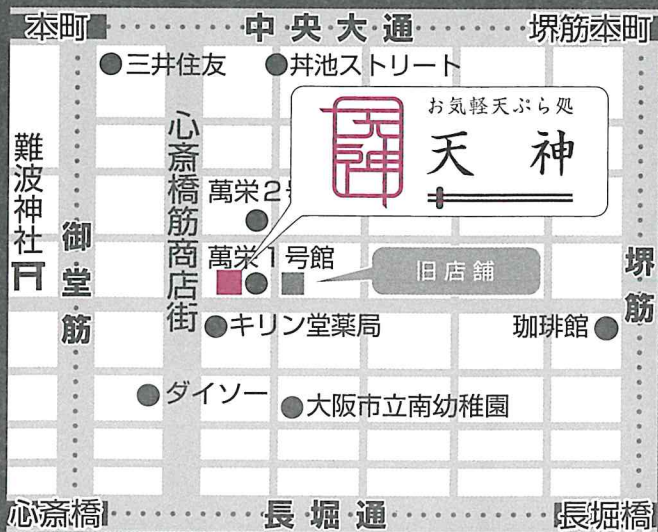 本町
中央大通
堺筋本町
三井住友
丼池ストリート
お気軽天ぷら処
天神
天神
心斎橋筋商店街
難波神社
御堂筋
萬栄2
萬栄1号館
旧店舗
堺筋
キリン堂薬局
珈琲館
ダイソー
大阪市立南幼稚園
心斎橋
長堀通
長堀橋